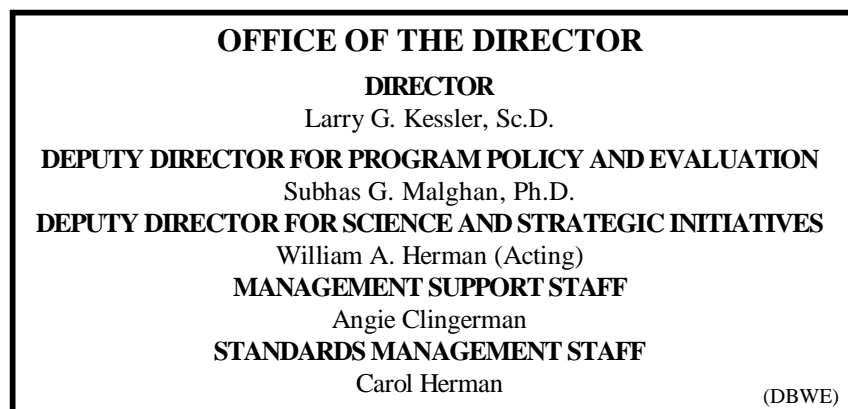 OFFICE OF THE DIRECTOR
DIRECTOR
Larry G. Kessler, Sc.D.
DEPUTY DIRECTOR FOR PROGRAM POLICY AND EVALUATION
Subhas G. Malghan, Ph.D.
DEPUTY DIRECTOR FOR SCIENCE AND STRATEGIC INITIATIVES
William A. Herman (Acting)
MANAGEMENT SUPPORT STAFF
Angie Clingerman
STANDARDS MANAGEMENT STAFF
Carol Herman
(DBWE)